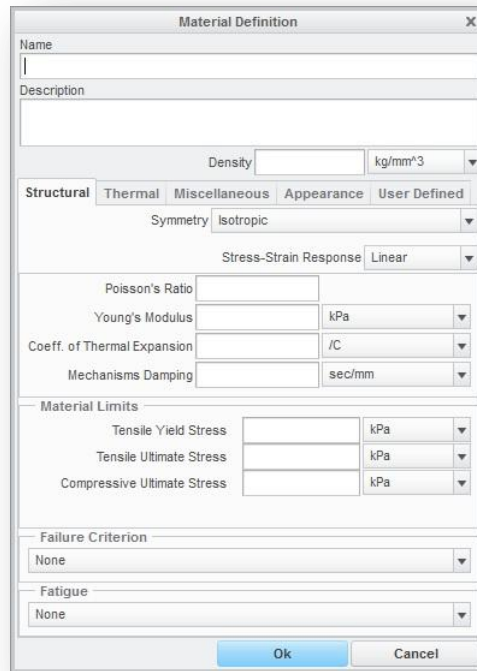 Material Definition x
Name
Description
Density kg/mm^3
Structural Thermal Miscellaneous Appearance User Defined
Symmetry Isotropic
Stress-Strain Response Linear
Poisson's Ratio
Young's Modulus kPa
Coeff. of Thermal Expansion /C
Mechanisms Damping sec/mm
Material Limits
Tensile Yield Stress kPa
Tensile Ultimate Stress kPa
Compressive Ultimate Stress kPa
Failure Criterion
None
Fatigue
None
Ok Cancel